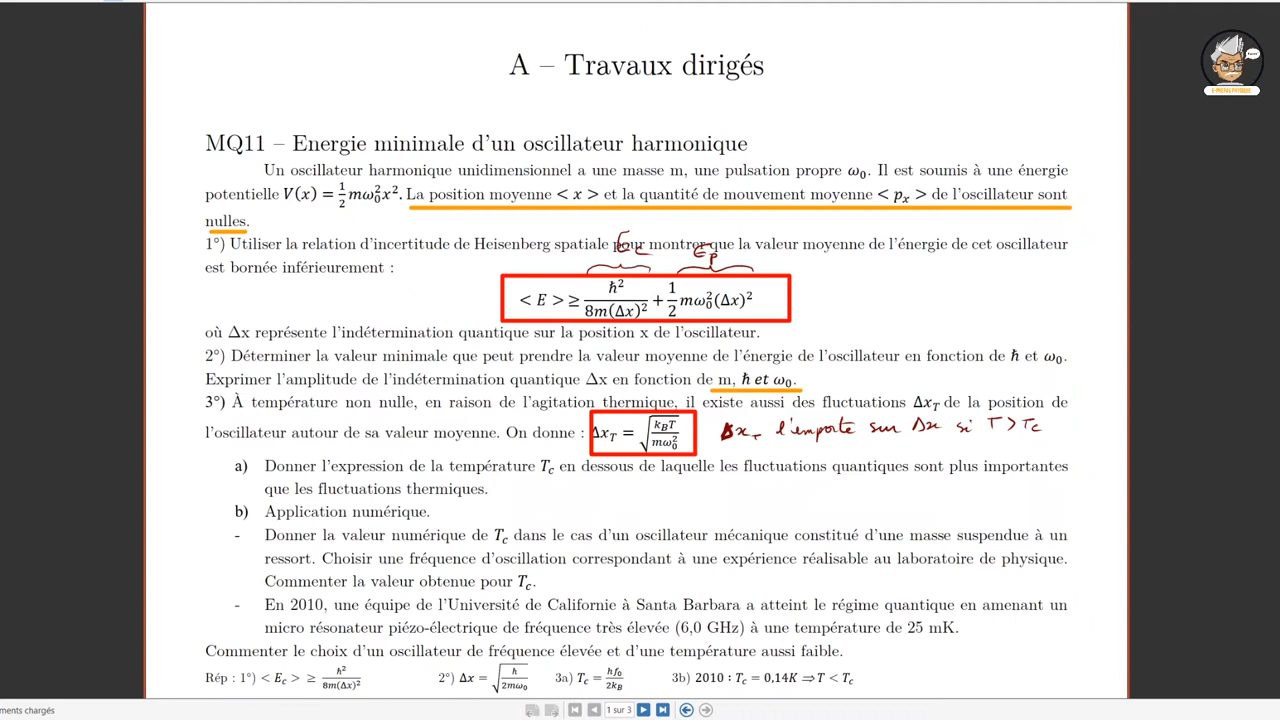 A – Travaux dirigés
MQ11 – Energie minimale d'un oscillateur harmonique
Un oscillateur harmonique unidimensionnel a une masse m, une pulsation propre ω₀. Il est soumis à une énergie
potentielle V(x) = 1/2 mω₀²x². La position moyenne < x > et la quantité de mouvement moyenne < pₓ > de l'oscillateur sont
nulles.
1°) Utiliser la relation d'incertitude de Heisenberg spatiale pour montrer que la valeur moyenne de l'énergie de cet oscillateur
est bornée inférieurement :
Ec Ep
< E > ≥ ħ²/8m(Δx)² + 1/2 mω₀²(Δx)²
où Δx représente l'indétermination quantique sur la position x de l'oscillateur.
2°) Déterminer la valeur minimale que peut prendre la valeur moyenne de l'énergie de l'oscillateur en fonction de ħ et ω₀.
Exprimer l'amplitude de l'indétermination quantique Δx en fonction de m, ħ et ω₀.
3°) À température non nulle, en raison de l'agitation thermique, il existe aussi des fluctuations Δx_T de la position de
l'oscillateur autour de sa valeur moyenne. On donne : Δx_T = √(k_BT/mω₀²) Δx_T l'emporte sur Δx si T > Tc
a) Donner l'expression de la température T_c en dessous de laquelle les fluctuations quantiques sont plus importantes
que les fluctuations thermiques.
b) Application numérique.
- Donner la valeur numérique de T_c dans le cas d'un oscillateur mécanique constitué d'une masse suspendue à un
ressort. Choisir une fréquence d'oscillation correspondant à une expérience réalisable au laboratoire de physique.
Commenter la valeur obtenue pour T_c.
- En 2010, une équipe de l'Université de Californie à Santa Barbara a atteint le régime quantique en amenant un
micro résonateur piézo-électrique de fréquence très élevée (6,0 GHz) à une température de 25 mK.
Commenter le choix d'un oscillateur de fréquence élevée et d'une température aussi faible.
Rép : 1°) < E_c > ≥ ħ²/8m(Δx)² 2°) Δx = √(ħ/2mω₀) 3a) T_c = hf₀/2k_B 3b) 2010 : T_c = 0,14K ⟹ T < T_c
ments chargés
1 sur 3